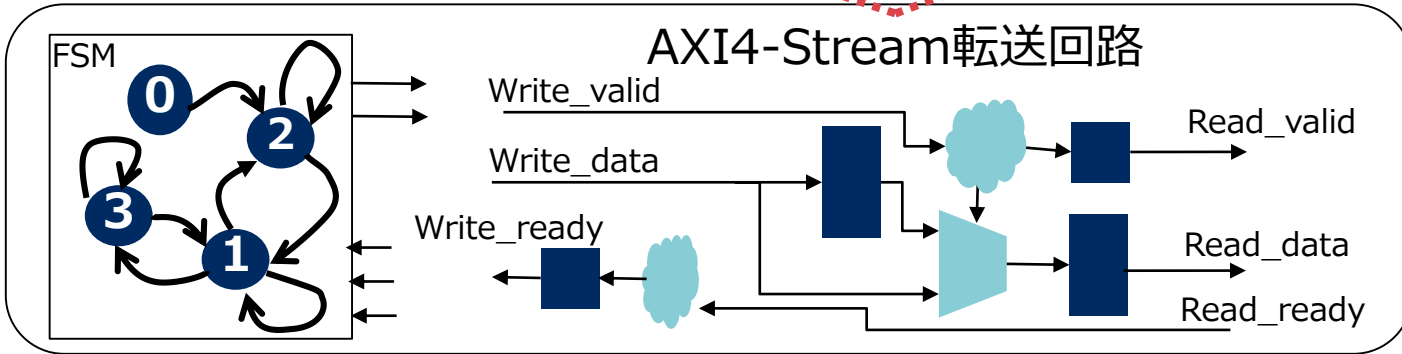 AXI4-Stream転送回路
FSM
0
2
3
1
Write_valid
Write_data
Write_ready
Read_valid
Read_data
Read_ready